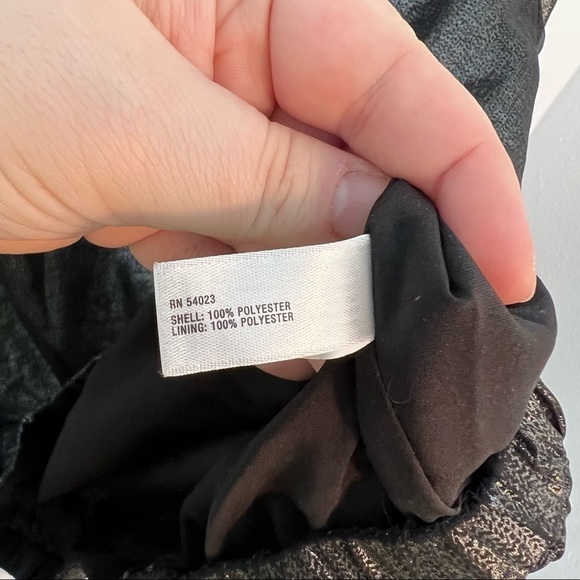 RN 54023
SHELL: 100% POLYESTER
LINING: 100% POLYESTER